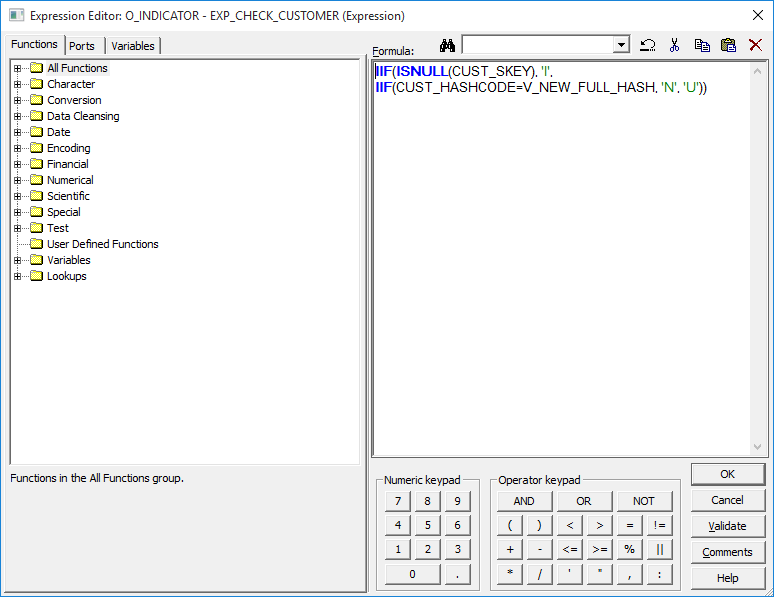 Expression Editor: O_INDICATOR - EXP_CHECK_CUSTOMER (Expression)
Functions Ports Variables
Formula:
All Functions
Character
Conversion
Data Cleansing
Date
Encoding
Financial
Numerical
Scientific
Special
Test
User Defined Functions
Variables
Lookups
Functions in the All Functions group.
IIF(ISNULL(CUST_SKEY), 'I',
IIF(CUST_HASHCODE=V_NEW_FULL_HASH, 'N', 'U'))
Numeric keypad
7 8 9
4 5 6
1 2 3
0 .
Operator keypad
AND OR NOT
( ) < > = !=
+ - <= >= % ||
* / ' " , :
OK
Cancel
Validate
Comments
Help